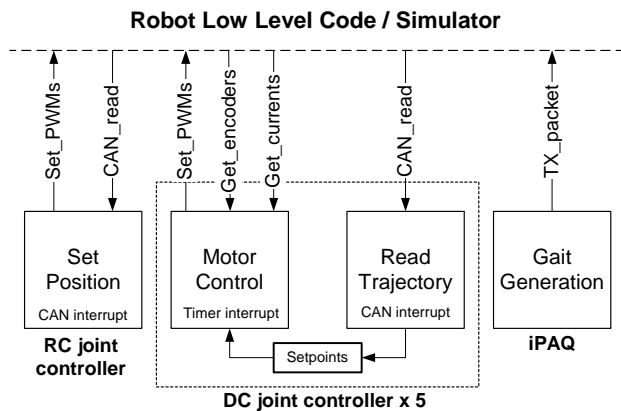 Robot Low Level Code / Simulator
Set_PWMs
CAN_read
Set_PWMs
Get_encoders
Get_currents
CAN_read
TX_packet
Set
Position
CAN interrupt
RC joint
controller
Motor
Control
Timer interrupt
Read
Trajectory
CAN interrupt
Setpoints
DC joint controller x 5
Gait
Generation
iPAQ